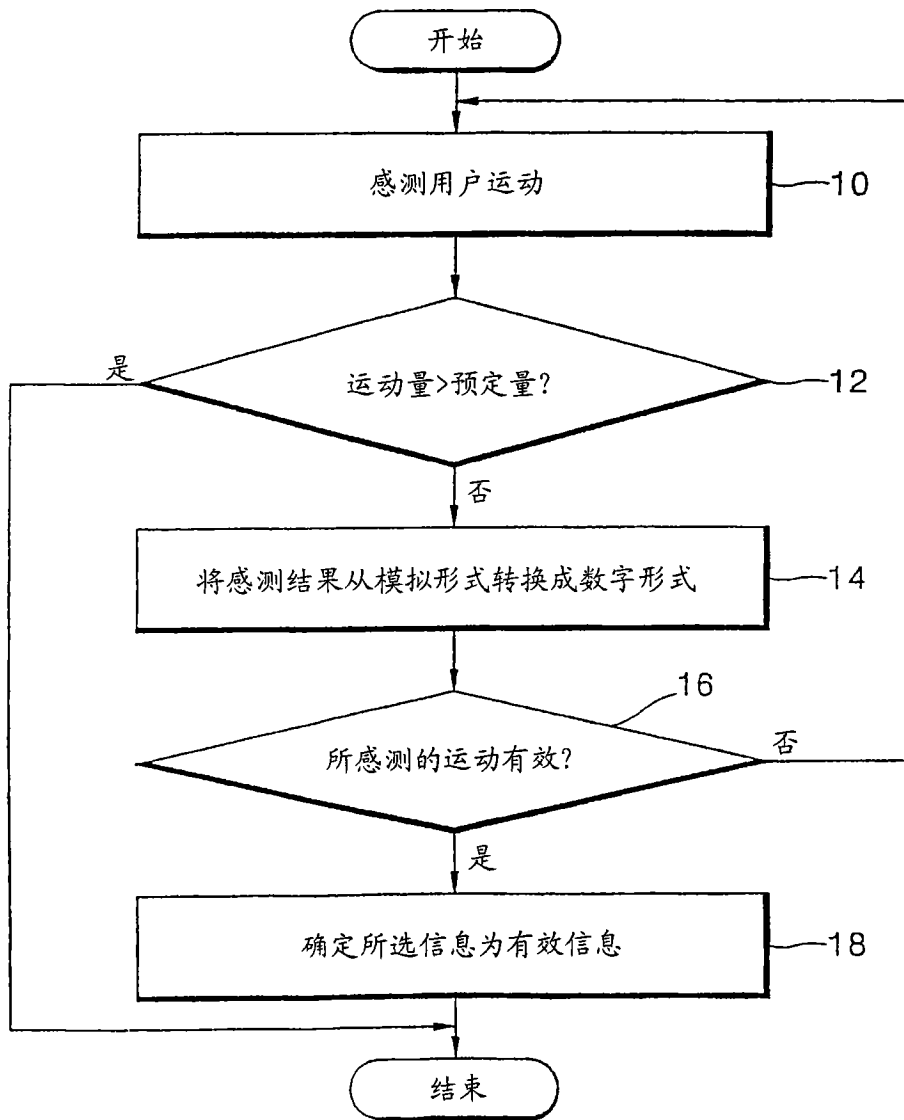 开始
感测用户运动
10
是
运动量>预定量?
12
否
将感测结果从模拟形式转换成数字形式
14
16
所感测的运动有效?
否
是
确定所选信息为有效信息
18
结束